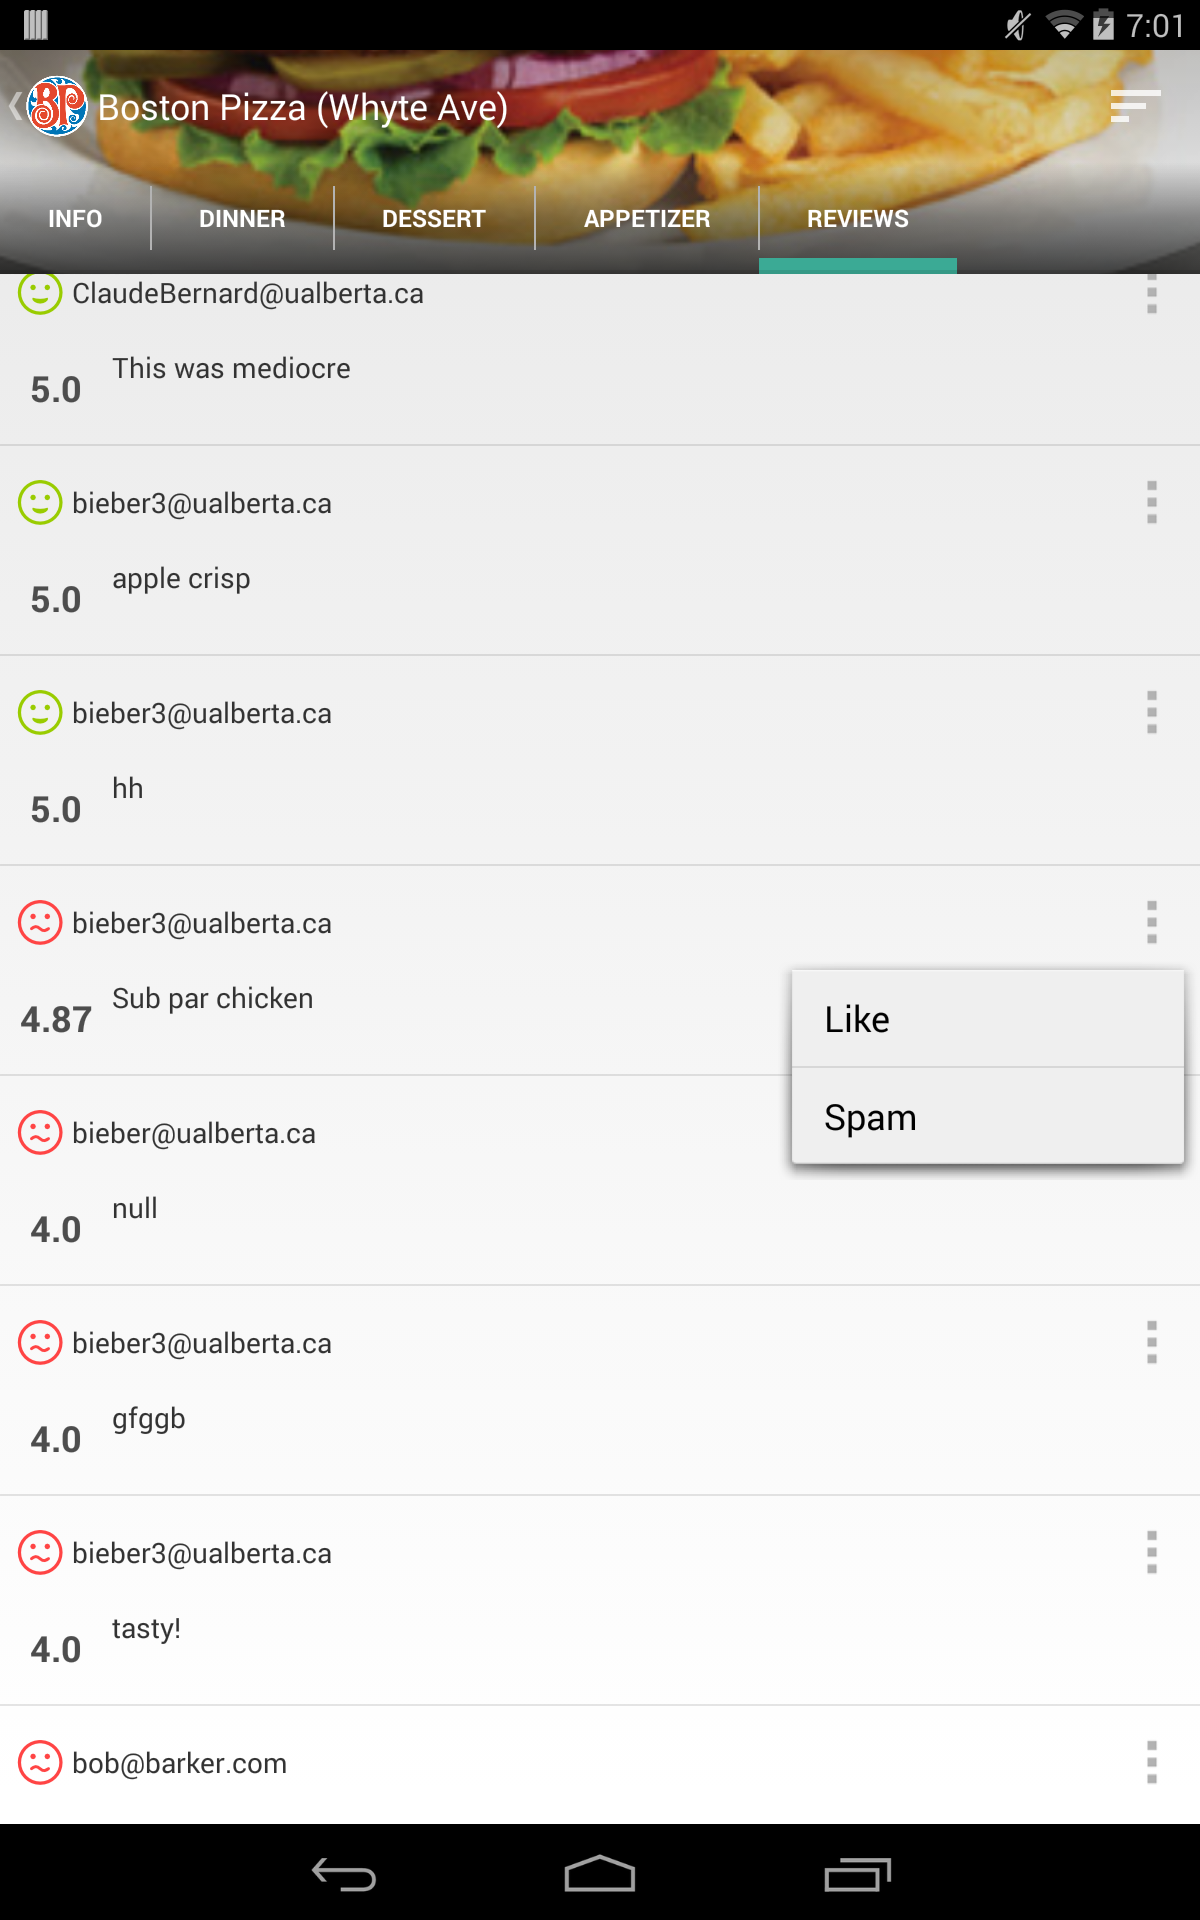 7:01
BP
Boston Pizza (Whyte Ave)
INFO DINNER DESSERT APPETIZER REVIEWS
ClaudeBernard@ualberta.ca
This was mediocre
5.0
bieber3@ualberta.ca
apple crisp
5.0
bieber3@ualberta.ca
hh
5.0
bieber3@ualberta.ca
Sub par chicken
4.87
Like
Spam
bieber@ualberta.ca
null
4.0
bieber3@ualberta.ca
gfggb
4.0
bieber3@ualberta.ca
tasty!
4.0
bob@barker.com